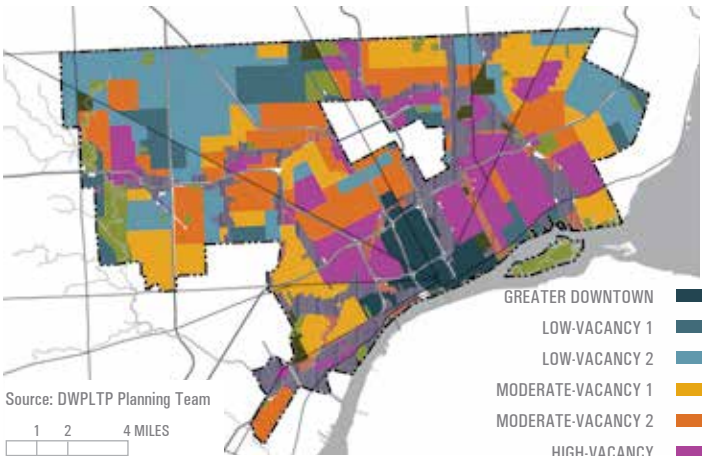 GREATER DOWNTOWN
LOW-VACANCY 1
LOW-VACANCY 2
MODERATE-VACANCY 1
MODERATE-VACANCY 2
HIGH-VACANCY
Source: DWPLTP Planning Team
1 2 4 MILES